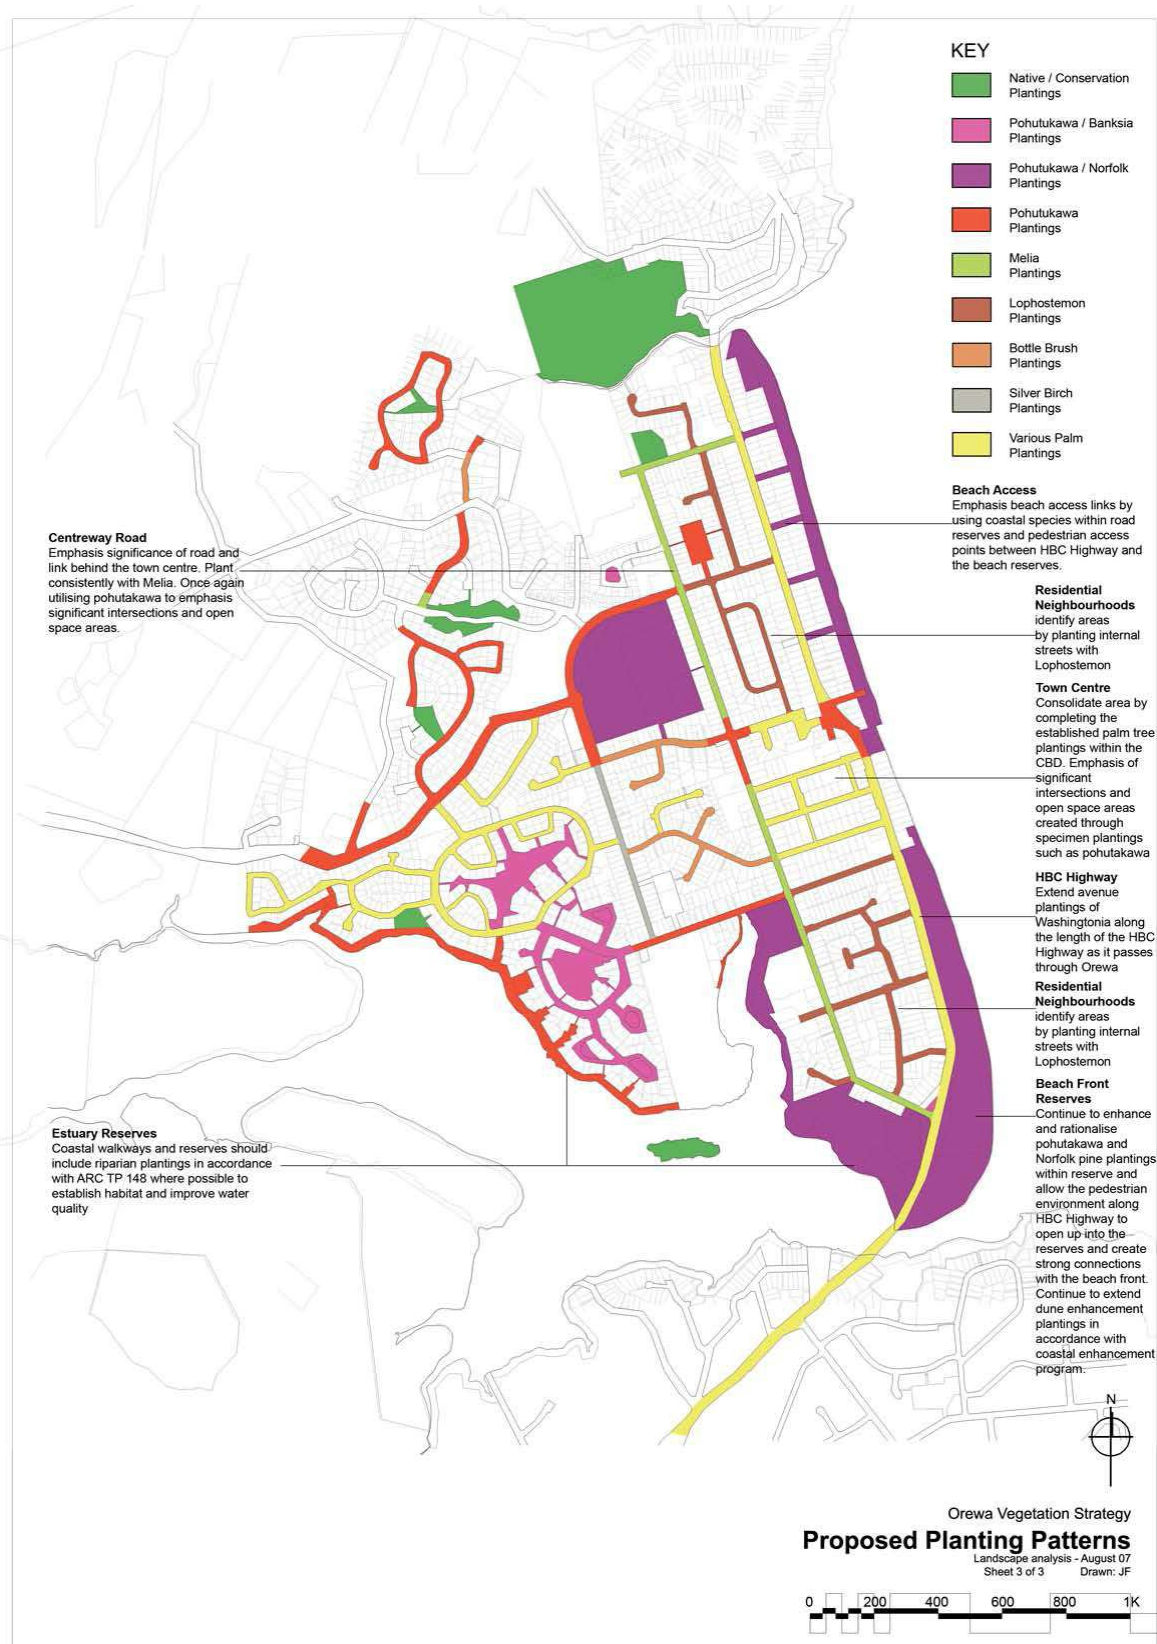 KEY
Native / Conservation
Plantings
Pohutukawa / Banksia
Plantings
Pohutukawa / Norfolk
Plantings
Pohutukawa
Plantings
Melia
Plantings
Lophostemon
Plantings
Bottle Brush
Plantings
Silver Birch
Plantings
Various Palm
Plantings
Beach Access
Emphasis beach access links by
using coastal species within road
reserves and pedestrian access
points between HBC Highway and
the beach reserves.
Centreway Road
Emphasis significance of road and
link behind the town centre. Plant
consistently with Melia. Once again
utilising pohutakawa to emphasis
significant intersections and open
space areas.
Residential
Neighbourhoods
identify areas
by planting internal
streets with
Lophostemon
Town Centre
Consolidate area by
completing the
established palm tree
plantings within the
CBD. Emphasis of
significant
intersections and
open space areas
created through
specimen plantings
such as pohutakawa
HBC Highway
Extend avenue
plantings of
Washingtonia along
the length of the HBC
Highway as it passes
through Orewa
Residential
Neighbourhoods
identify areas
by planting internal
streets with
Lophostemon
Beach Front
Reserves
Continue to enhance
and rationalise
pohutakawa and
Norfolk pine plantings
within reserve and
allow the pedestrian
environment along
HBC Highway to
open up into the
reserves and create
strong connections
with the beach front.
Continue to extend
dune enhancement
plantings in
accordance with
coastal enhancement
program.
Estuary Reserves
Coastal walkways and reserves should
include riparian plantings in accordance
with ARC TP 148 where possible to
establish habitat and improve water
quality
N
Orewa Vegetation Strategy
Proposed Planting Patterns
Landscape analysis - August 07
Sheet 3 of 3 Drawn: JF
0 200 400 600 800 1K